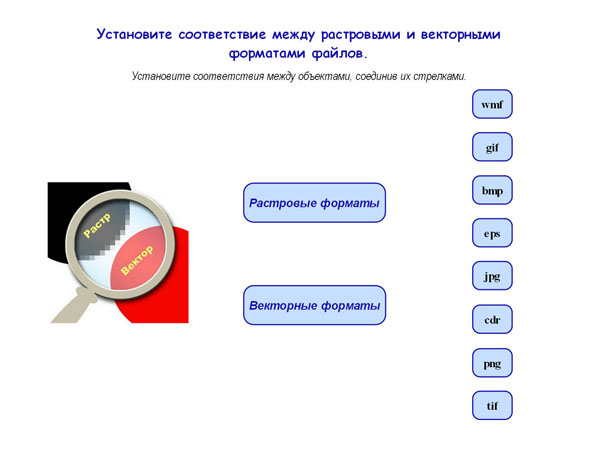 Установите соответствие между растровыми и векторными
форматами файлов.
Установите соответствия между объектами, соединив их стрелками.
wmf
gif
bmp
Растр
Растровые форматы
eps
Вектор
jpg
Векторные форматы
cdr
png
tif